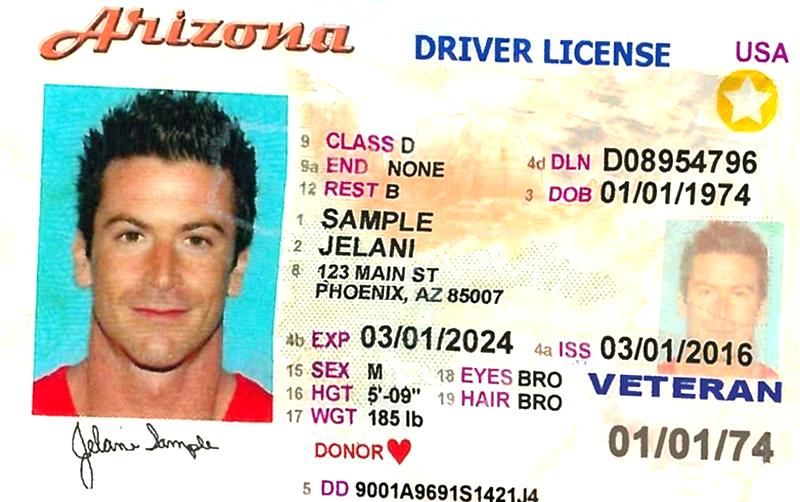 Arizona DRIVER LICENSE USA
9 CLASS D
9a END NONE 4d DLN D08954796
12 REST B 3 DOB 01/01/1974
1 SAMPLE
2 JELANI
8 123 MAIN ST
PHOENIX, AZ 85007
4b EXP 03/01/2024 4a ISS 03/01/2016
15 SEX M 18 EYES BRO VETERAN
16 HGT 5'-09" 19 HAIR BRO
17 WGT 185 lb 01/01/74
Jelani Sample
DONOR
5 DD 9001A9691S1421J4